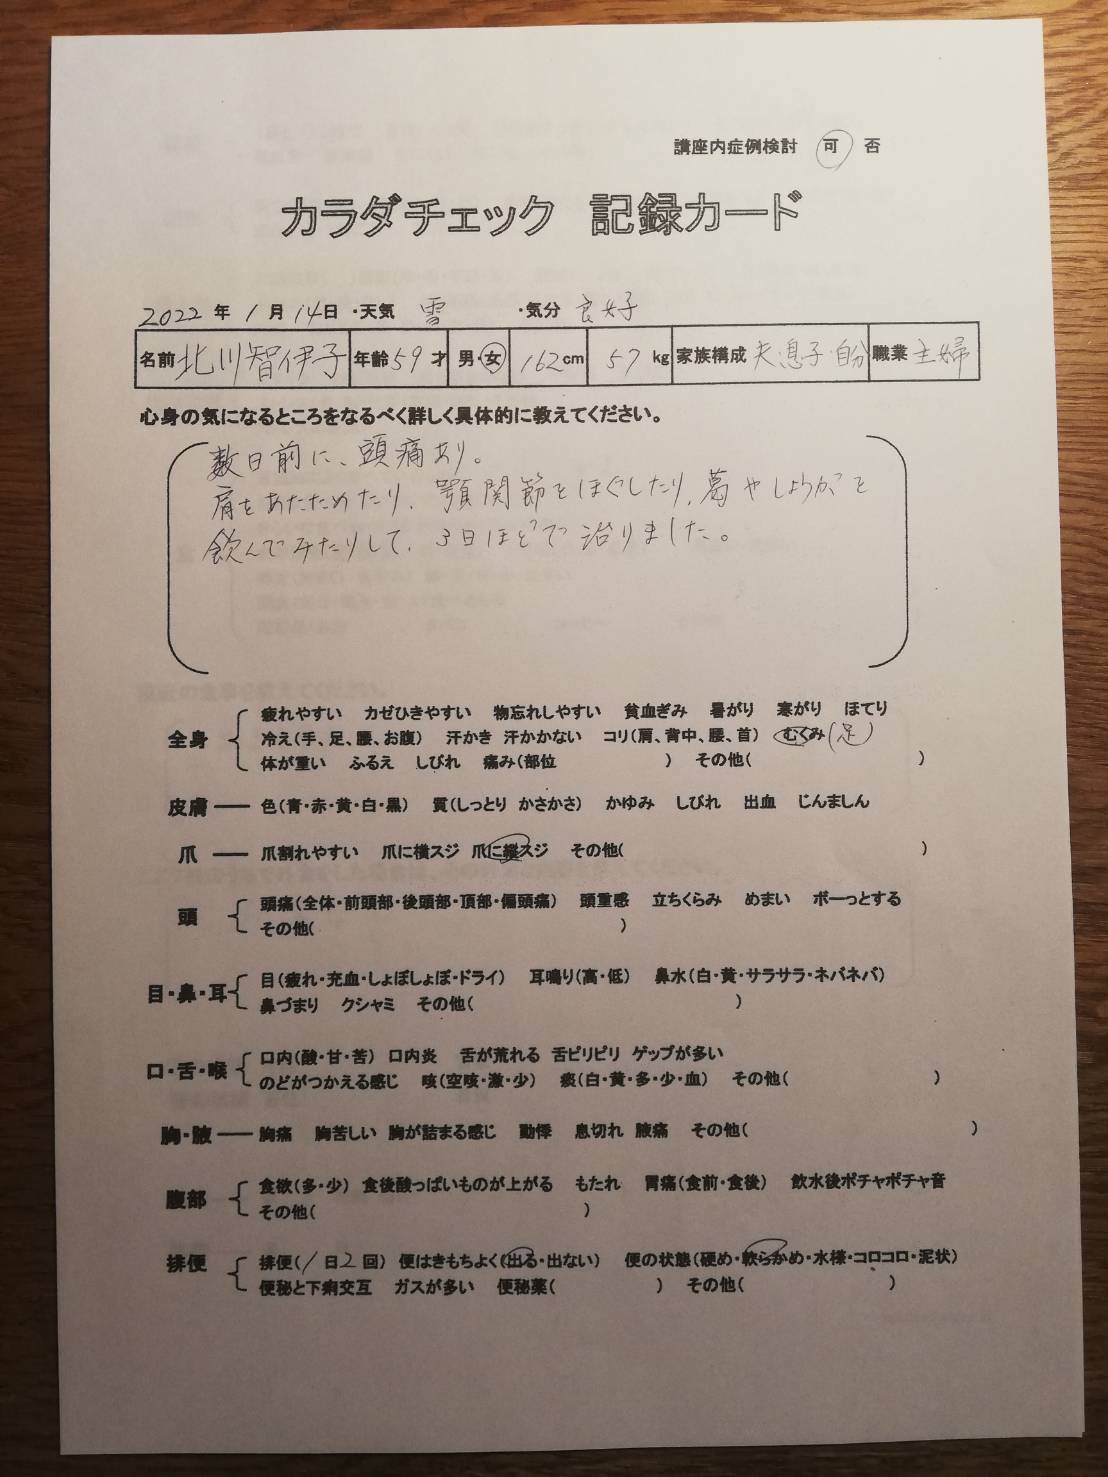 講座内症例検討 可 否
カラダチェック 記録カード
2022年 1月 14日 ・天気 雪 ・気分 良好
名前 北川智伊子 年齢 59 才 男・女 162cm 57 kg 家族構成 夫息子 自分 職業 主婦
心身の気になるところをなるべく詳しく具体的に教えてください。
数日前に、頭痛あり。
肩をあたためたり、顎関節をほぐしたり、葛やしょうがを
飲んでみたりして、3日ほどで治りました。
疲れやすい カゼひきやすい 物忘れしやすい 貧血ぎみ 暑がり 寒がり ほてり
全身 冷え(手、足、腰、お腹) 汗かき 汗かかない コリ(肩、背中、腰、首) むくみ(足)
体が重い ふるえ しびれ 痛み(部位 ) その他( )
皮膚 色(青・赤・黄・白・黒) 質(しっとり かさかさ) かゆみ しびれ 出血 じんましん
爪 爪割れやすい 爪に横スジ 爪に縦スジ その他( )
頭 頭痛(全体・前頭部・後頭部・頂部・偏頭痛) 頭重感 立ちくらみ めまい ボーっとする
その他( )
目・鼻・耳 目(疲れ・充血・しょぼしょぼ・ドライ) 耳鳴り(高・低) 鼻水(白・黄・サラサラ・ネバネバ)
鼻づまり クシャミ その他( )
口・舌・喉 口内(酸・甘・苦) 口内炎 舌が荒れる 舌ピリピリ ゲップが多い
のどがつかえる感じ 咳(空咳・激・少) 痰(白・黄・多・少・血) その他( )
胸・腋 胸痛 胸苦しい 胸が詰まる感じ 動悸 息切れ 腋痛 その他( )
腹部 食欲(多・少) 食後酸っぱいものが上がる もたれ 胃痛(食前・食後) 飲水後ポチャポチャ音
その他( )
排便 排便(1日2回) 便はきもちよく(出る・出ない) 便の状態(硬め・軟らかめ・水様・コロコロ・泥状)
便秘と下痢交互 ガスが多い 便秘薬( ) その他( )